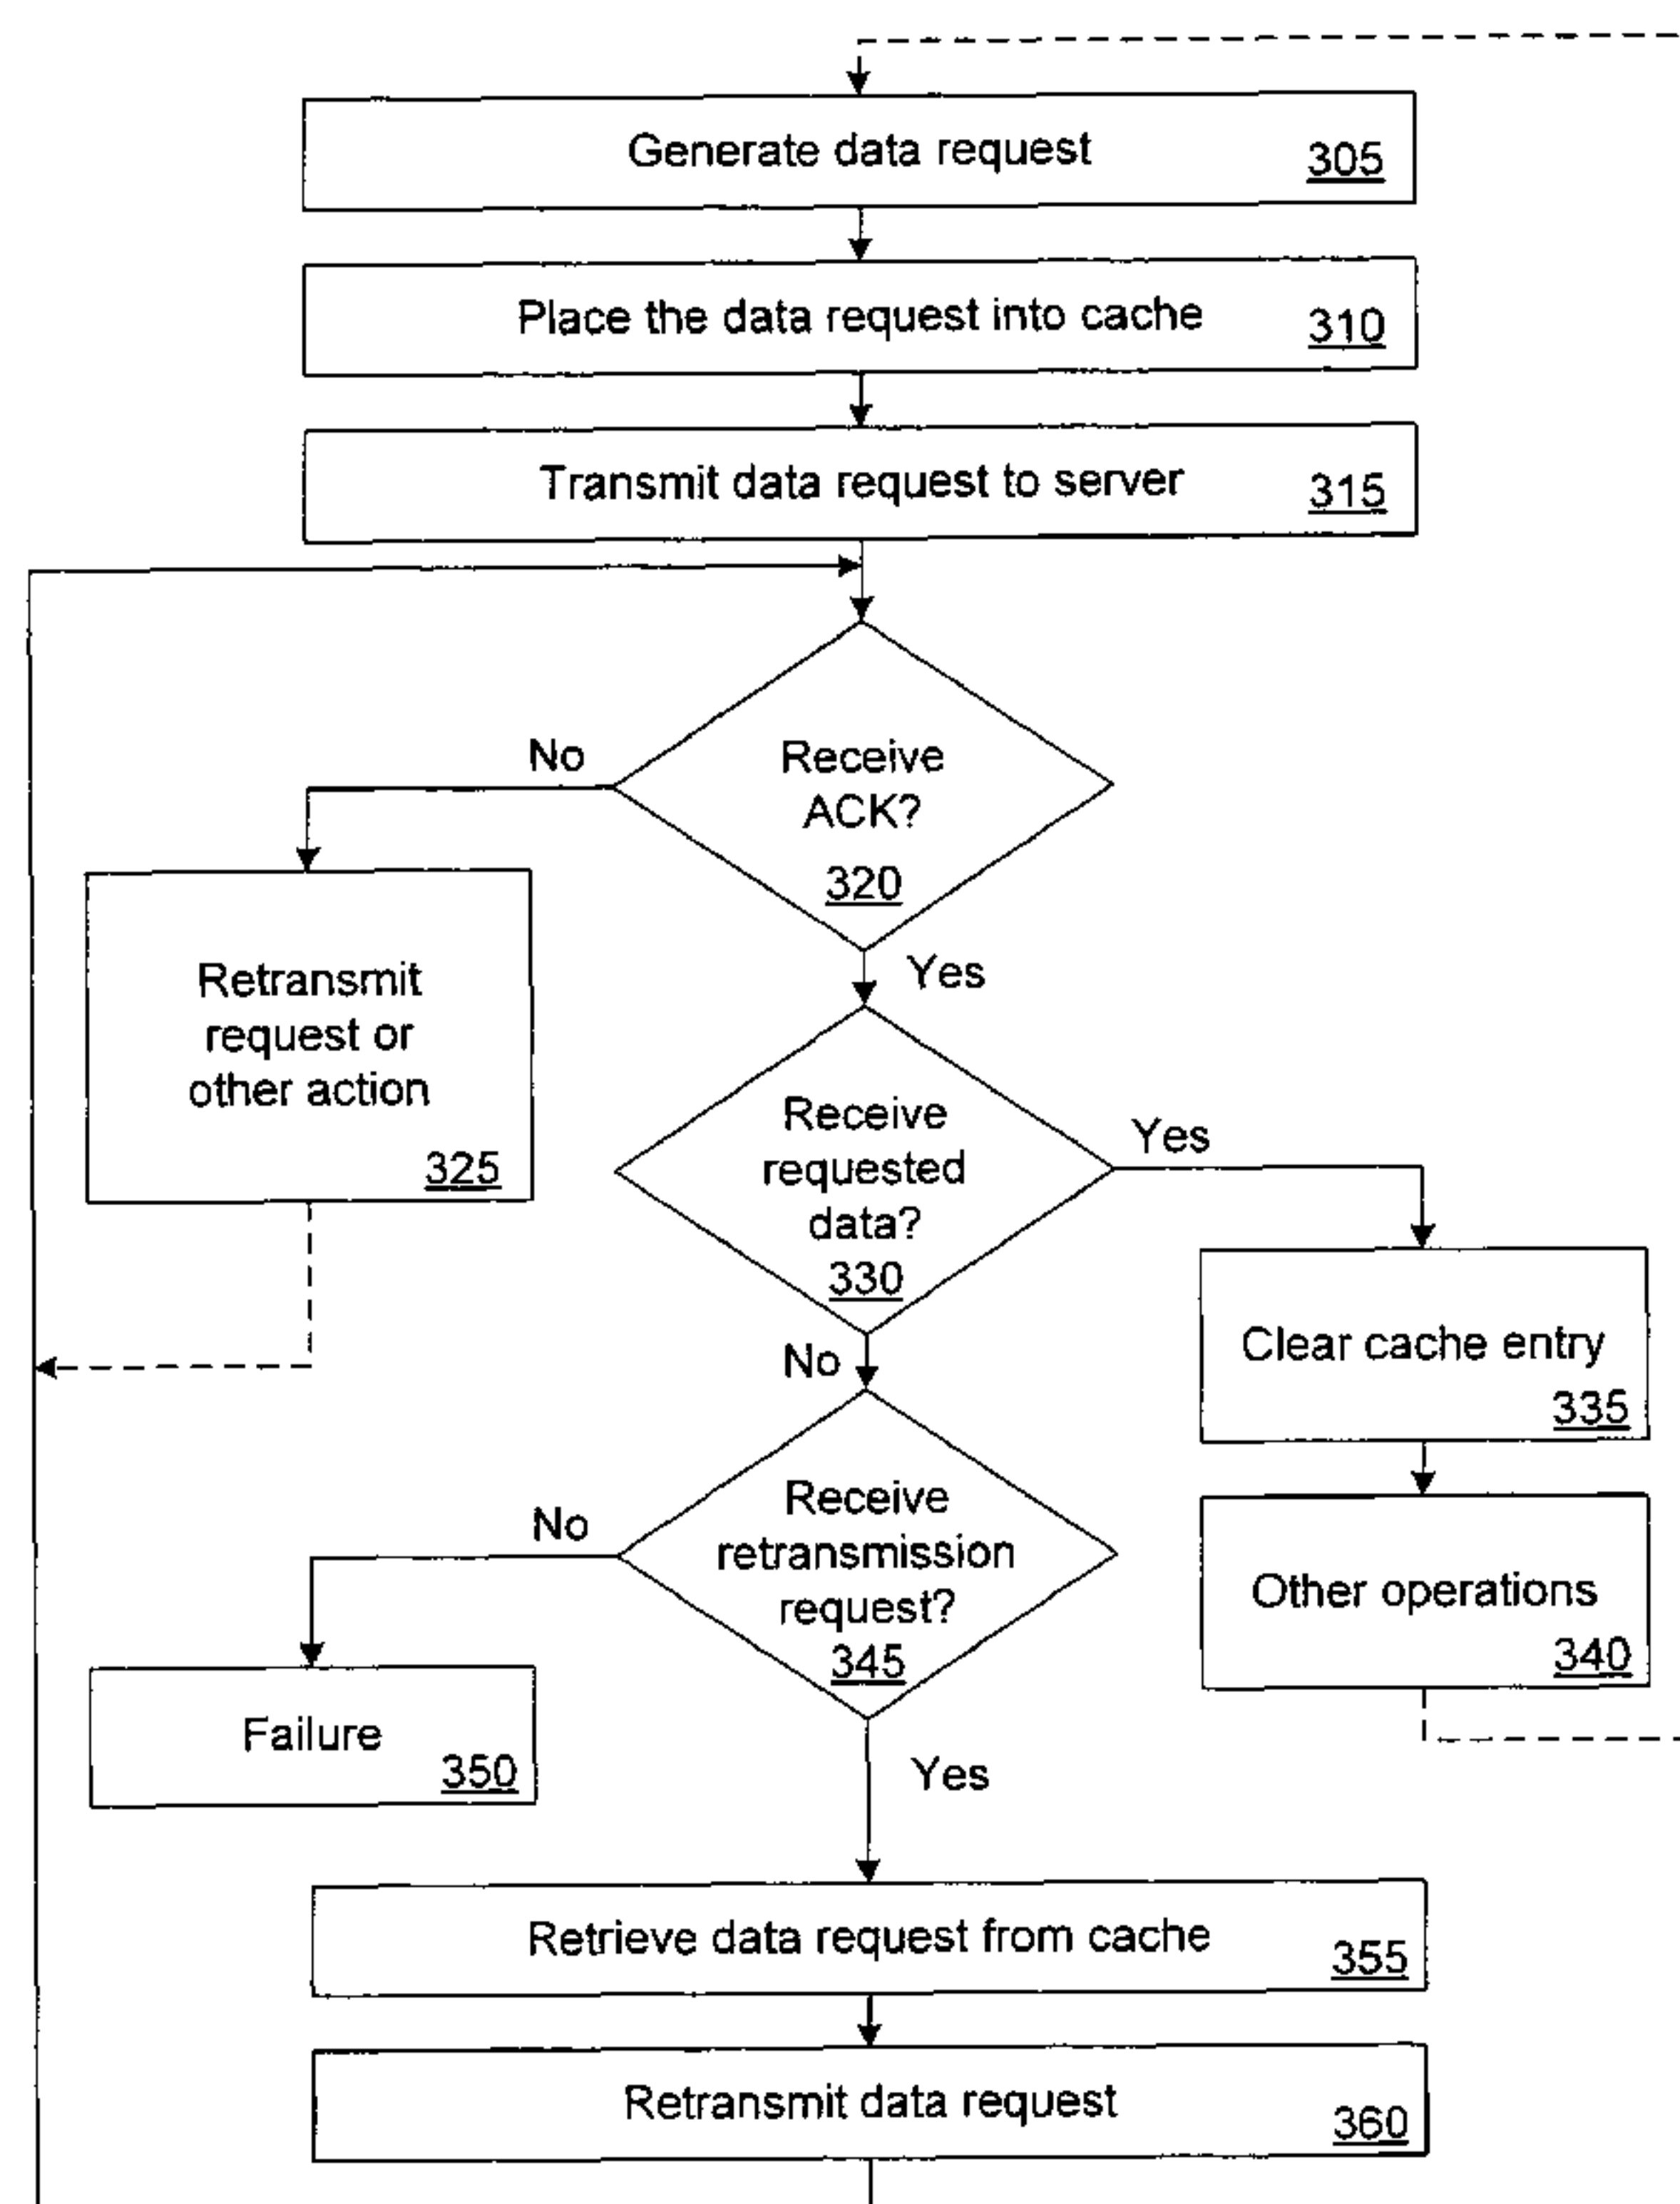 Generate data request
305
Place the data request into cache
310
Transmit data request to server
315
No
Receive
ACK?
320
Yes
Retransmit
request or
other action
325
Receive
requested
data?
330
Yes
No
Clear cache entry
335
Receive
retransmission
request?
345
No
Other operations
340
Failure
350
Yes
Retrieve data request from cache
355
Retransmit data request
360